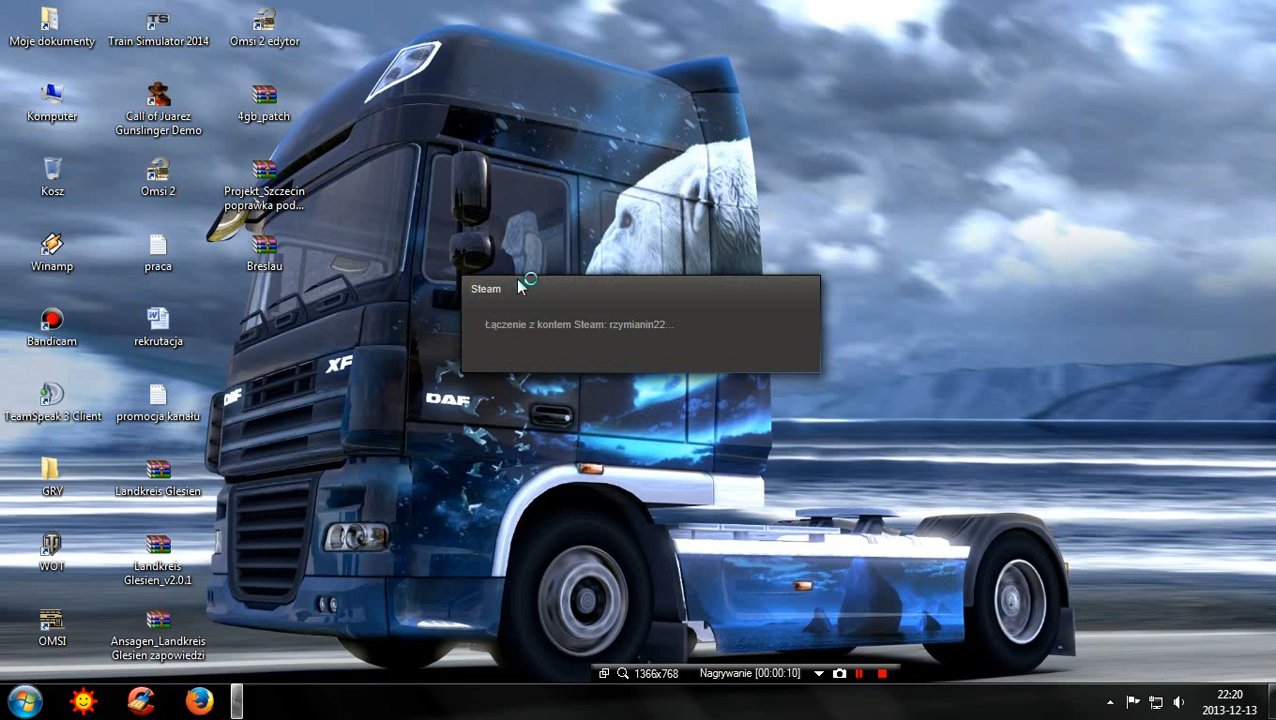 Moje dokumenty
Train Simulator 2014
Omsi 2 edytor
Komputer
Call of Juarez
Gunslinger Demo
4gb_patch
Kosz
Omsi 2
Projekt_Szczecin
poprawka pod...
Winamp
praca
Breslau
Bandicam
rekrutacja
TeamSpeak 3 Client
promocja kanału
GRY
Landkreis Glesien
WOT
Landkreis
Glesien_v2.0.1
OMSI
Ansagen_Landkreis
Glesien zapowiedzi
TS
Steam
Łączenie z kontem Steam: rzymianin22...
XF
DAF
DAF
1366x768
Nagrywanie [00:00:10]
22:20
2013-12-13